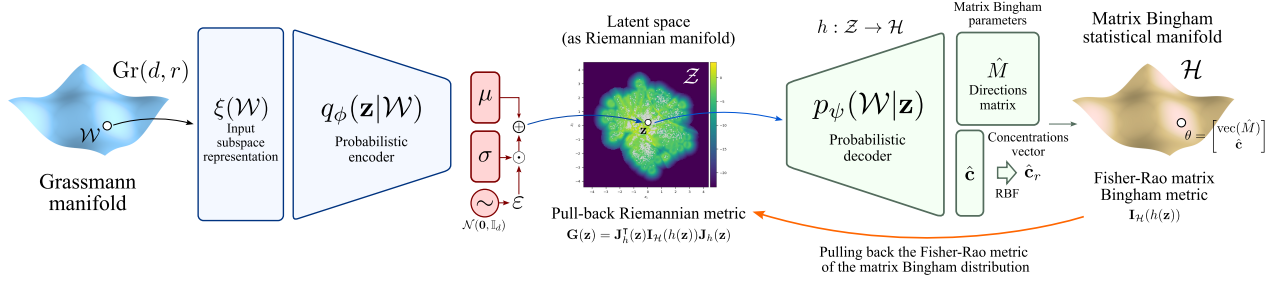 Gr(d, r)
𝒲
Grassmann
manifold
ξ(𝒲)
Input
subspace
representation
q_ϕ(𝐳|𝒲)
Probabilistic
encoder
μ
σ
∼
𝒩(𝟎, 𝕀_d)
ε
+
·
Latent space
(as Riemannian manifold)
𝒵
𝐳
Pull-back Riemannian metric
𝐆(𝐳) = 𝐉_h^⊤(𝐳)𝐈_ℋ(h(𝐳))𝐉_h(𝐳)
h : 𝒵 → ℋ
p_ψ(𝒲|𝐳)
Probabilistic
decoder
Matrix Bingham
parameters
M̂
Directions
matrix
ĉ
Concentrations
vector
RBF
ĉ_r
Matrix Bingham
statistical manifold
ℋ
θ = [vec(M̂)
ĉ]
Fisher-Rao matrix
Bingham metric
𝐈_ℋ(h(𝐳))
Pulling back the Fisher-Rao metric
of the matrix Bingham distribution